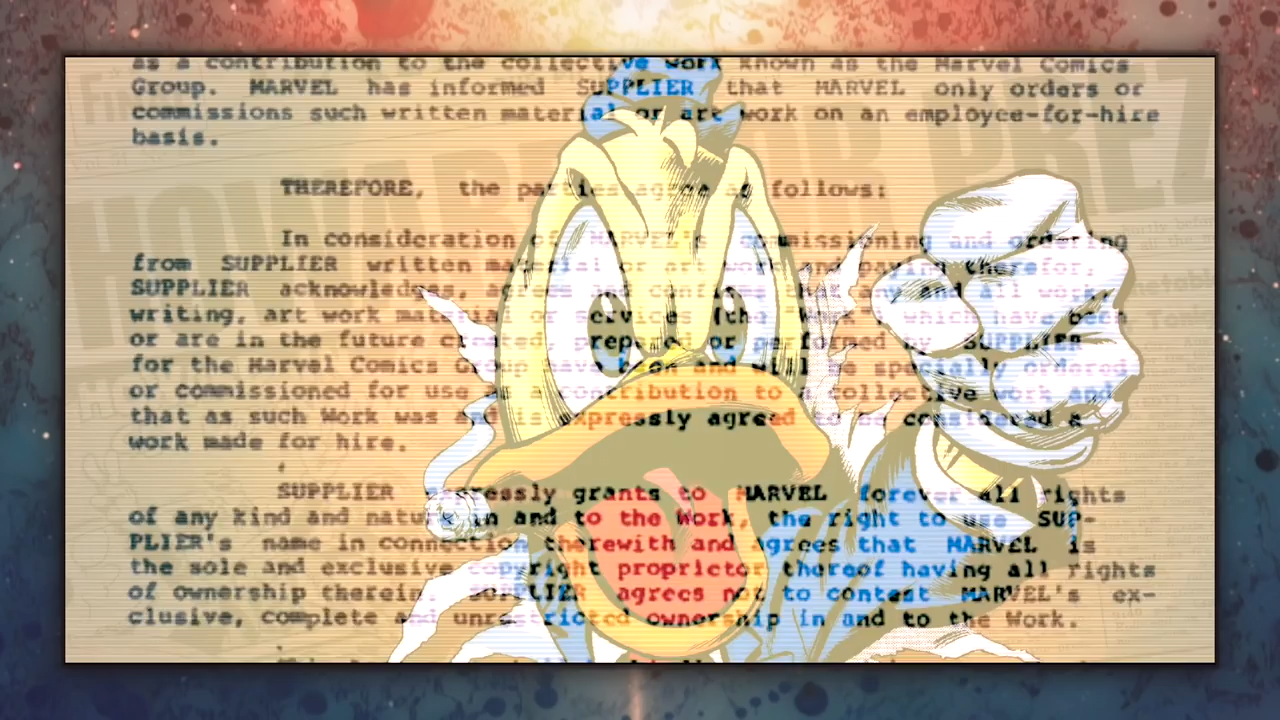 as a contribution to the collective work known as the Marvel Comics
Group. MARVEL has informed SUPPLIER that MARVEL only orders or
commissions such written material or art work on an employee-for-hire
basis.
THEREFORE, the parties agree as follows:
In consideration of MARVEL's commissioning and ordering
from SUPPLIER written material or art work and paying therefor,
SUPPLIER acknowledges, agrees and confirms that any and all work,
writing, art work material or services (the "Work") which have been
or are in the future created, prepared or performed by SUPPLIER
for the Marvel Comics Group have been and will be specially ordered
or commissioned for use as a contribution to a collective work and
that as such Work was and is expressly agreed to be considered a
work made for hire.
SUPPLIER expressly grants to MARVEL forever all rights
of any kind and nature in and to the Work, the right to use SUP-
PLIER's name in connection therewith and agrees that MARVEL is
the sole and exclusive copyright proprietor thereof having all rights
of ownership therein. SUPPLIER agrees not to contest MARVEL's ex-
clusive, complete and unrestricted ownership in and to the Work.